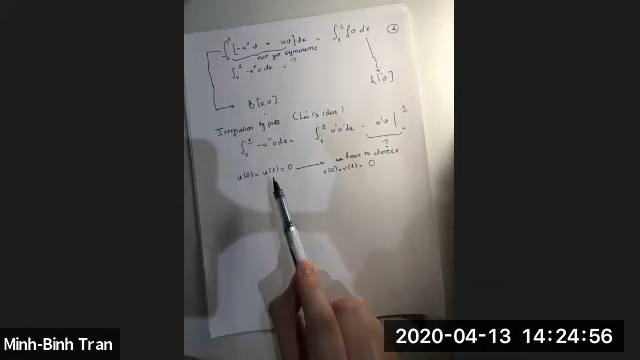 ∫₀¹ [-u''v + uv] dx = ∫₀¹ fv dx
not yet symmetric
∫₀¹ -u''v dx = ?
B[u,v]
h[v]
Integration by parts (Lui's idea)
∫₀¹ -u''v dx = ∫₀¹ u'v' dx - u'v |₀¹
?
u(0) = u(1) = 0 → we have to choose
v(0) = v(1) = 0
Minh-Binh Tran
2020-04-13 14:24:56